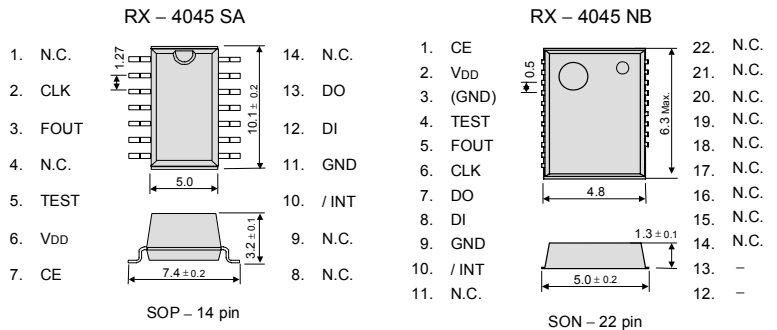 RX – 4045 SA
1. N.C.
2. CLK
3. FOUT
4. N.C.
5. TEST
6. VDD
7. CE
1.27
10.1 ± 0.2
5.0
3.2 ± 0.1
7.4 ± 0.2
14. N.C.
13. DO
12. DI
11. GND
10. / INT
9. N.C.
8. N.C.
SOP – 14 pin
RX – 4045 NB
1. CE
2. VDD
3. (GND)
4. TEST
5. FOUT
6. CLK
7. DO
8. DI
9. GND
10. / INT
11. N.C.
0.5
6.3 Max.
4.8
1.3 ± 0.1
5.0 ± 0.2
22. N.C.
21. N.C.
20. N.C.
19. N.C.
18. N.C.
17. N.C.
16. N.C.
15. N.C.
14. N.C.
13. –
12. –
SON – 22 pin